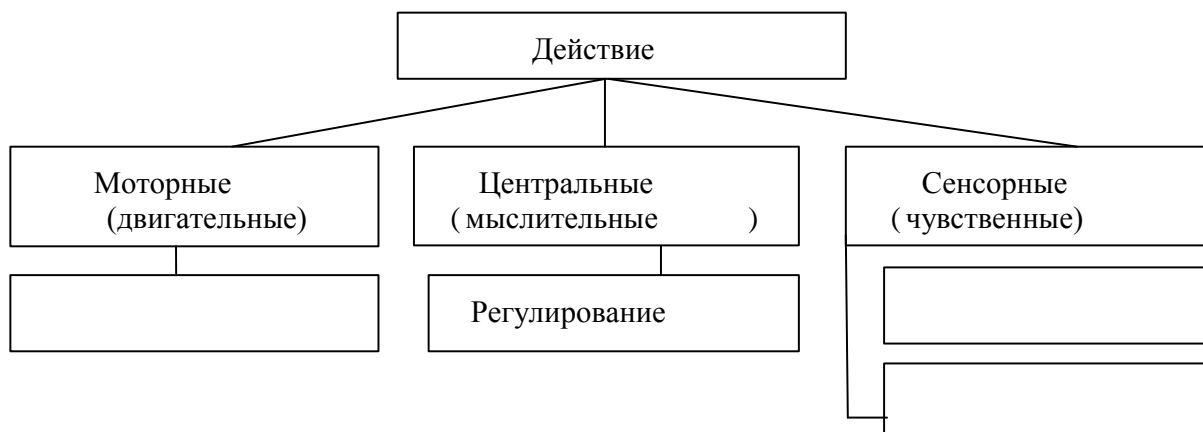 Действие
Моторные
(двигательные)
Центральные
(мыслительные )
Сенсорные
(чувственные)
Регулирование